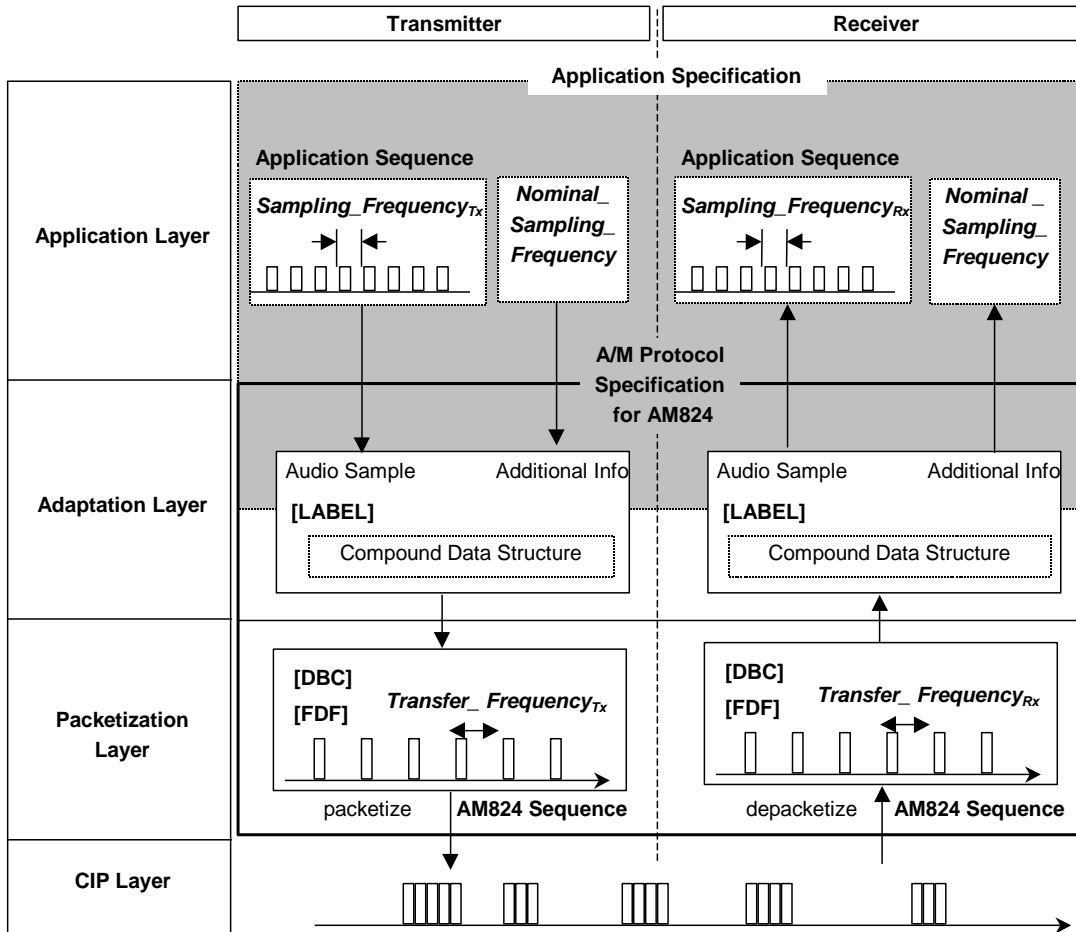 Transmitter
Receiver
Application Specification
Application Layer
Application Sequence
Sampling_FrequencyTx
Nominal_
Sampling_
Frequency
Application Sequence
Sampling_FrequencyRx
Nominal _
Sampling_
Frequency
A/M Protocol
Specification
for AM824
Adaptation Layer
Audio Sample
Additional Info
[LABEL]
Compound Data Structure
Audio Sample
Additional Info
[LABEL]
Compound Data Structure
Packetization
Layer
[DBC]
[FDF]
Transfer_ FrequencyTx
packetize
AM824 Sequence
[DBC]
[FDF]
Transfer_ FrequencyRx
depacketize
AM824 Sequence
CIP Layer